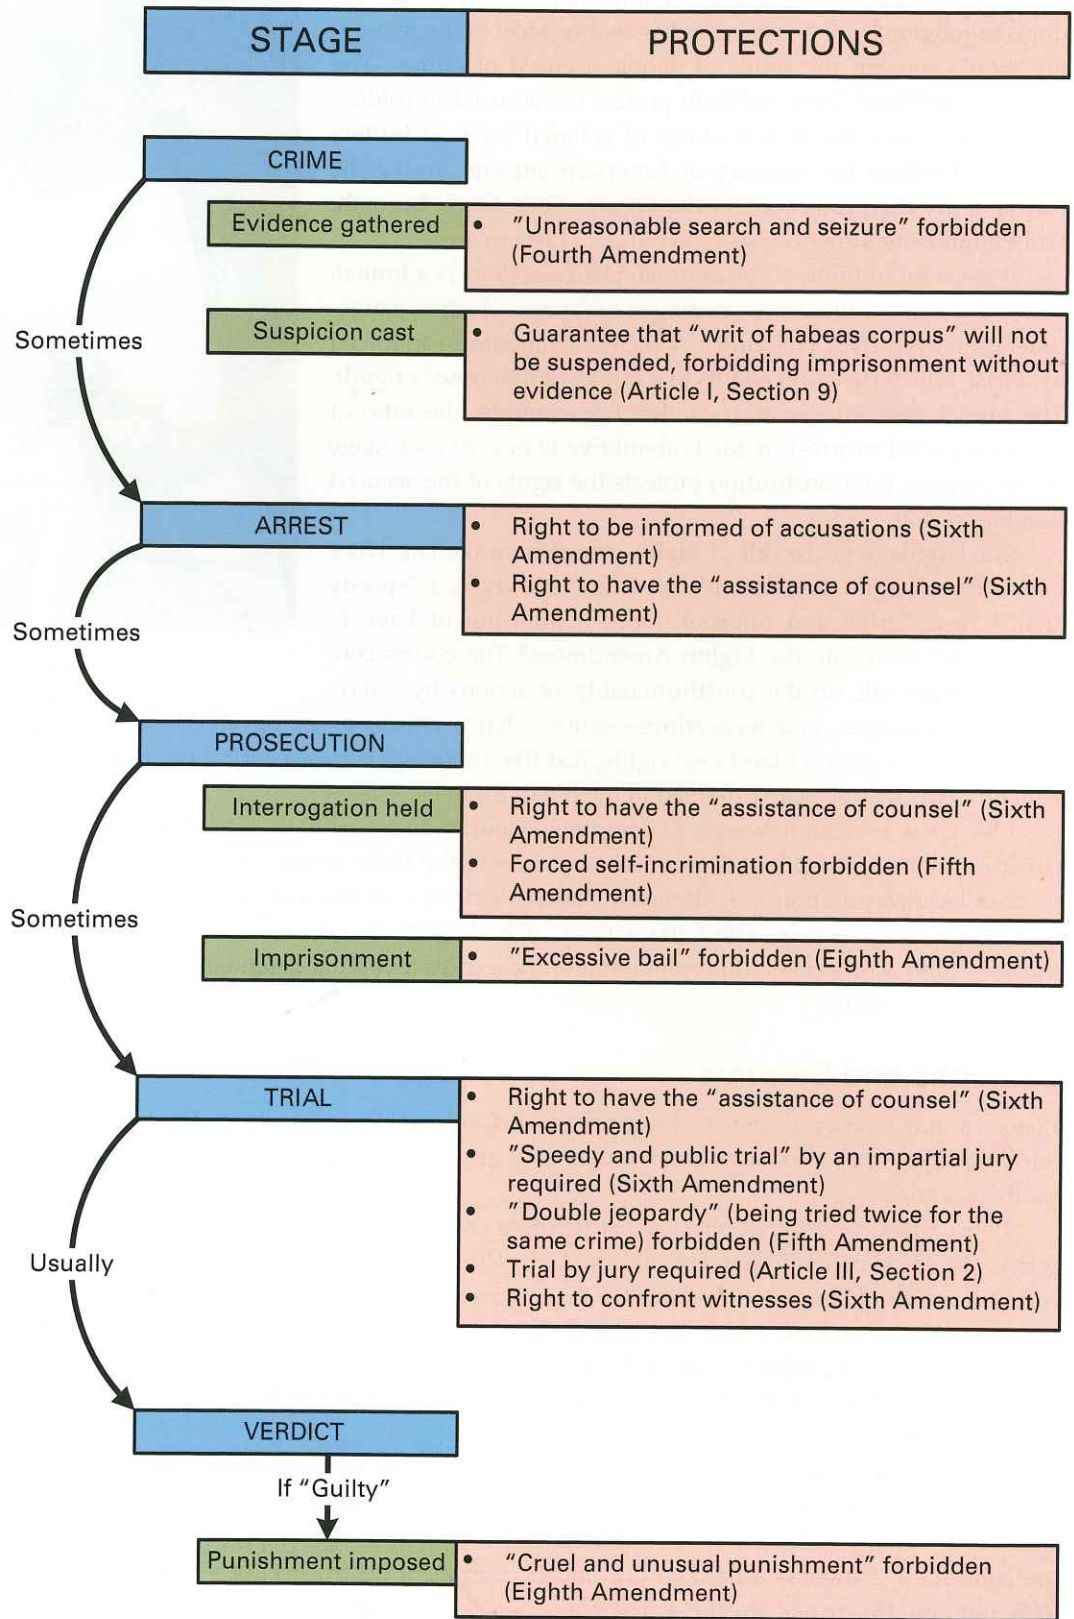 STAGE PROTECTIONS
CRIME
Evidence gathered
• "Unreasonable search and seizure" forbidden
(Fourth Amendment)
Suspicion cast
• Guarantee that "writ of habeas corpus" will not
be suspended, forbidding imprisonment without
evidence (Article I, Section 9)
Sometimes
ARREST
• Right to be informed of accusations (Sixth
Amendment)
• Right to have the "assistance of counsel" (Sixth
Amendment)
Sometimes
PROSECUTION
Interrogation held
• Right to have the "assistance of counsel" (Sixth
Amendment)
• Forced self-incrimination forbidden (Fifth
Amendment)
Sometimes
Imprisonment
• "Excessive bail" forbidden (Eighth Amendment)
TRIAL
• Right to have the "assistance of counsel" (Sixth
Amendment)
• "Speedy and public trial" by an impartial jury
required (Sixth Amendment)
• "Double jeopardy" (being tried twice for the
same crime) forbidden (Fifth Amendment)
• Trial by jury required (Article III, Section 2)
• Right to confront witnesses (Sixth Amendment)
Usually
VERDICT
If "Guilty"
Punishment imposed
• "Cruel and unusual punishment" forbidden
(Eighth Amendment)